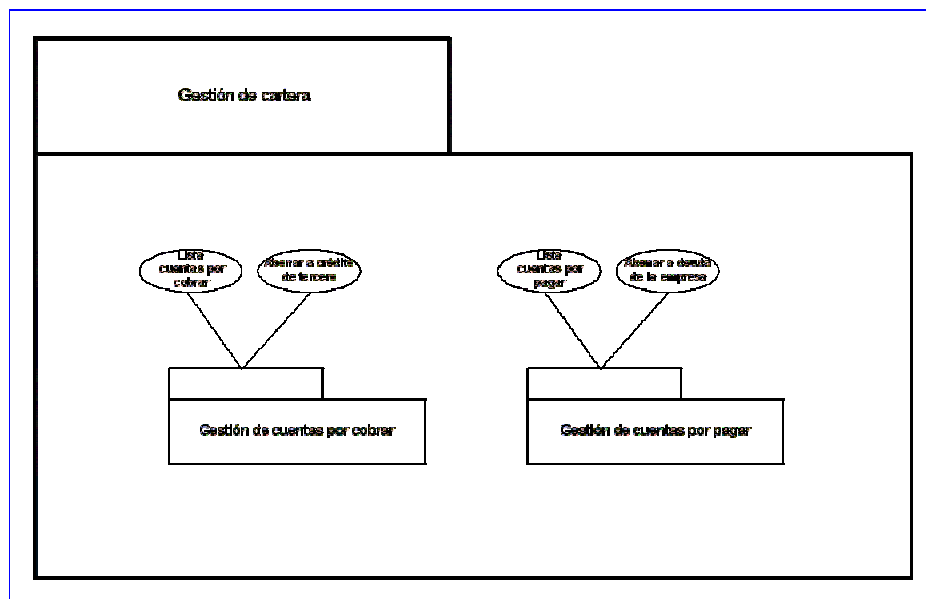 Gestión de cartera
Lista
cuentas por
cobrar
Abonar a crédito
de tercero
Lista
cuentas por
pagar
Abonar a deuda
de la empresa
Gestión de cuentas por cobrar
Gestión de cuentas por pagar